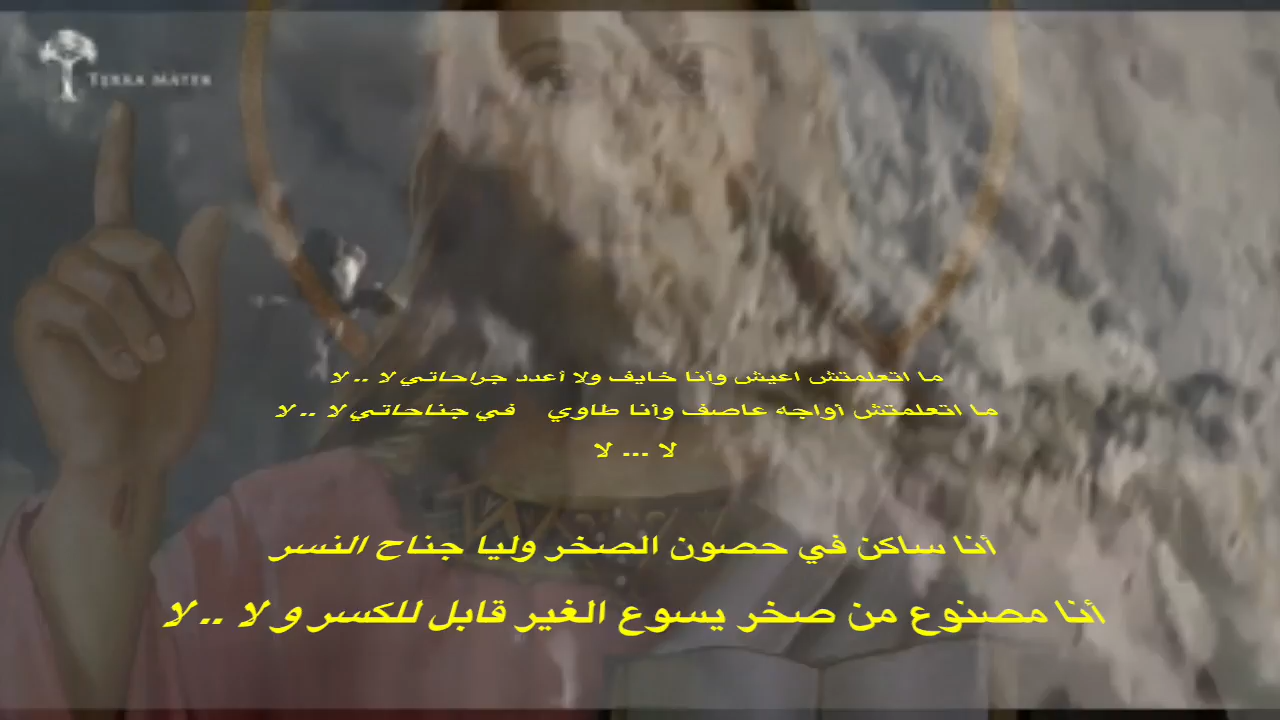 TERRA MATER
ما اتعلمتش اعيش وأنا خايف ولا أعدد جراحاتي لا .. لا
ما اتعلمتش أواجه عاصف وأنا طاوي في جناحاتي لا .. لا
لا ... لا
أنا ساكن في حصون الصخر وليا جناح النسر
أنا مصنوع من صخر يسوع الغير قابل للكسر و لا .. لا